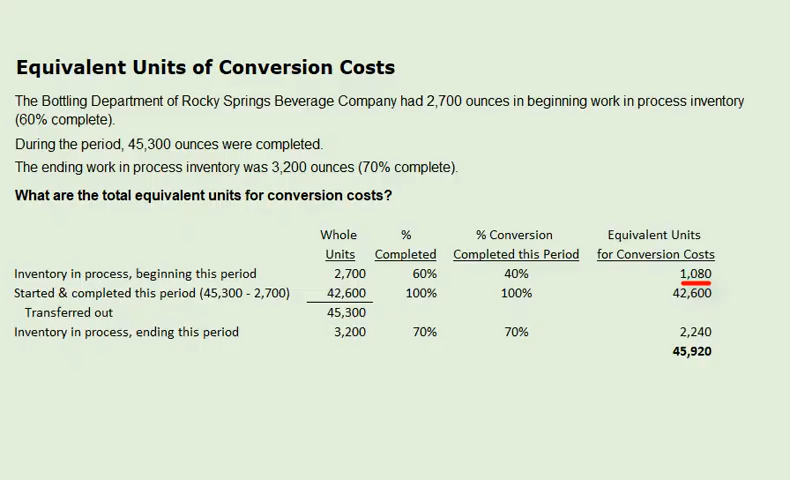 Equivalent Units of Conversion Costs
The Bottling Department of Rocky Springs Beverage Company had 2,700 ounces in beginning work in process inventory
(60% complete).
During the period, 45,300 ounces were completed.
The ending work in process inventory was 3,200 ounces (70% complete).
What are the total equivalent units for conversion costs?
Whole % % Conversion Equivalent Units
Units Completed Completed this Period for Conversion Costs
Inventory in process, beginning this period 2,700 60% 40% 1,080
Started & completed this period (45,300 - 2,700) 42,600 100% 100% 42,600
Transferred out 45,300
Inventory in process, ending this period 3,200 70% 70% 2,240
45,920